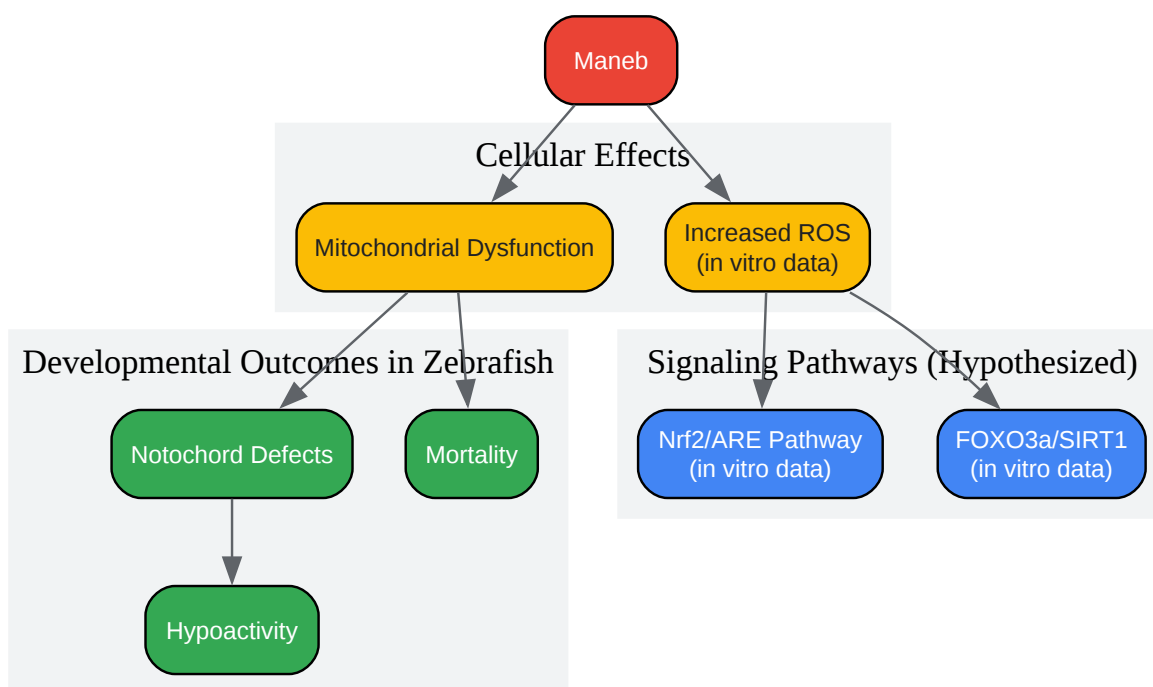 Maneb
Cellular Effects
Mitochondrial Dysfunction
Increased ROS
(in vitro data)
Developmental Outcomes in Zebrafish
Notochord Defects
Mortality
Hypoactivity
Signaling Pathways (Hypothesized)
Nrf2/ARE Pathway
(in vitro data)
FOXO3a/SIRT1
(in vitro data)